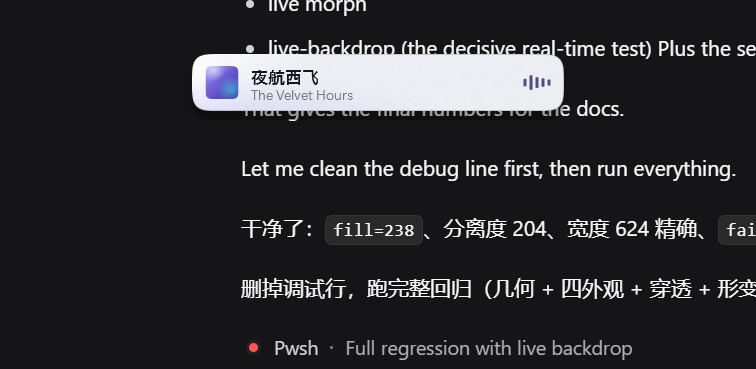 live morph
live-backdrop (the decisive real-time test) Plus the se
夜航西飞
The Velvet Hours
That gives the final numbers for the docs.
Let me clean the debug line first, then run everything.
干净了：fill=238、分离度 204、宽度 624 精确、fai
删掉调试行，跑完整回归（几何 + 四外观 + 穿透 + 形变
Pwsh · Full regression with live backdrop